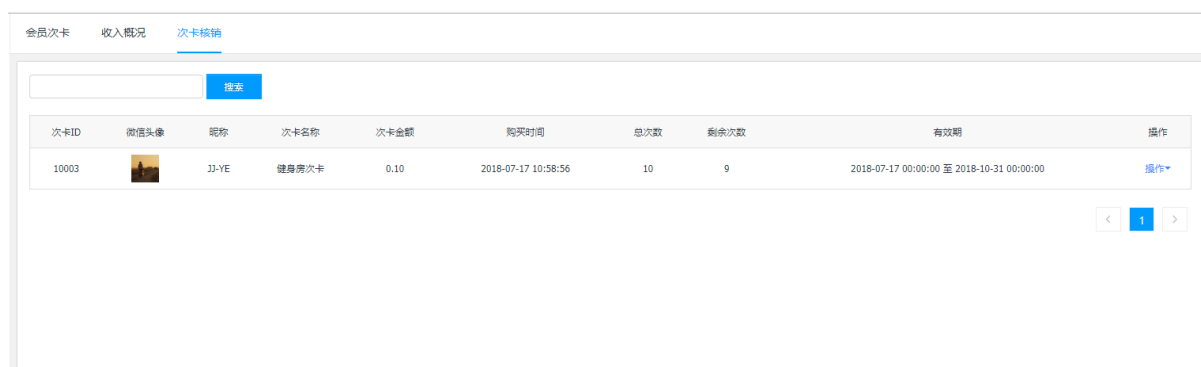 会员次卡 收入概况 次卡核销
搜索
次卡ID 微信头像 昵称 次卡名称 次卡金额 购买时间 总次数 剩余次数 有效期 操作
10003 JJ-YE 健身房次卡 0.10 2018-07-17 10:58:56 10 9 2018-07-17 00:00:00 至 2018-10-31 00:00:00 操作
1